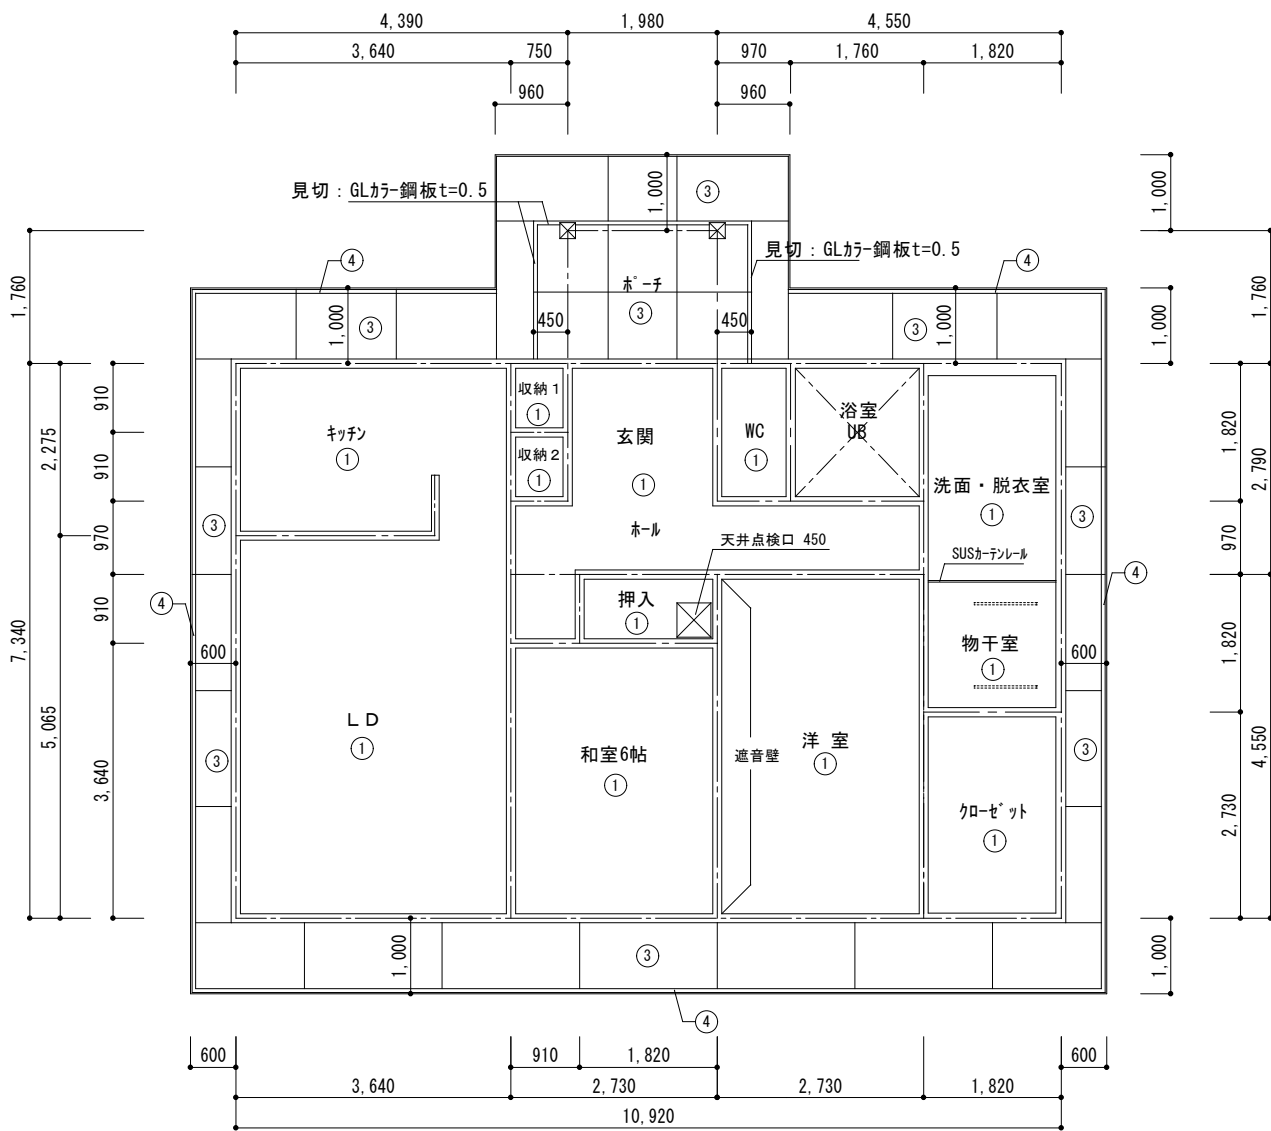 4,390 1,980 4,550
3,640 750 970 1,760 1,820
960 960
見切：GLｶﾗｰ鋼板t=0.5
③
1,000
1,000
見切：GLカラｰ鋼板t=0.5
④
④
1,760
1,760
ﾎﾟｰﾁ
③
450 450
1,000
③
③
1,000
1,000
910
2,275
収納１
①
キッチン
①
玄関
①
WC
①
浴室
UB
1,820
2,790
910
収納２
①
洗面・脱衣室
①
③
③
970
ﾎｰﾙ
天井点検口 450
970
SUSｶｰﾃﾝﾚｰﾙ
④
④
910
押入
①
7,340
600
物干室
①
600
1,820
5,065
ＬＤ
①
3,640
和室6帖
①
遮音壁
洋 室
①
③
③
4,550
ｸﾛｰｾﾞｯﾄ
①
2,730
1,000
③
1,000
④
600 910 1,820 600
3,640 2,730 2,730 1,820
10,920